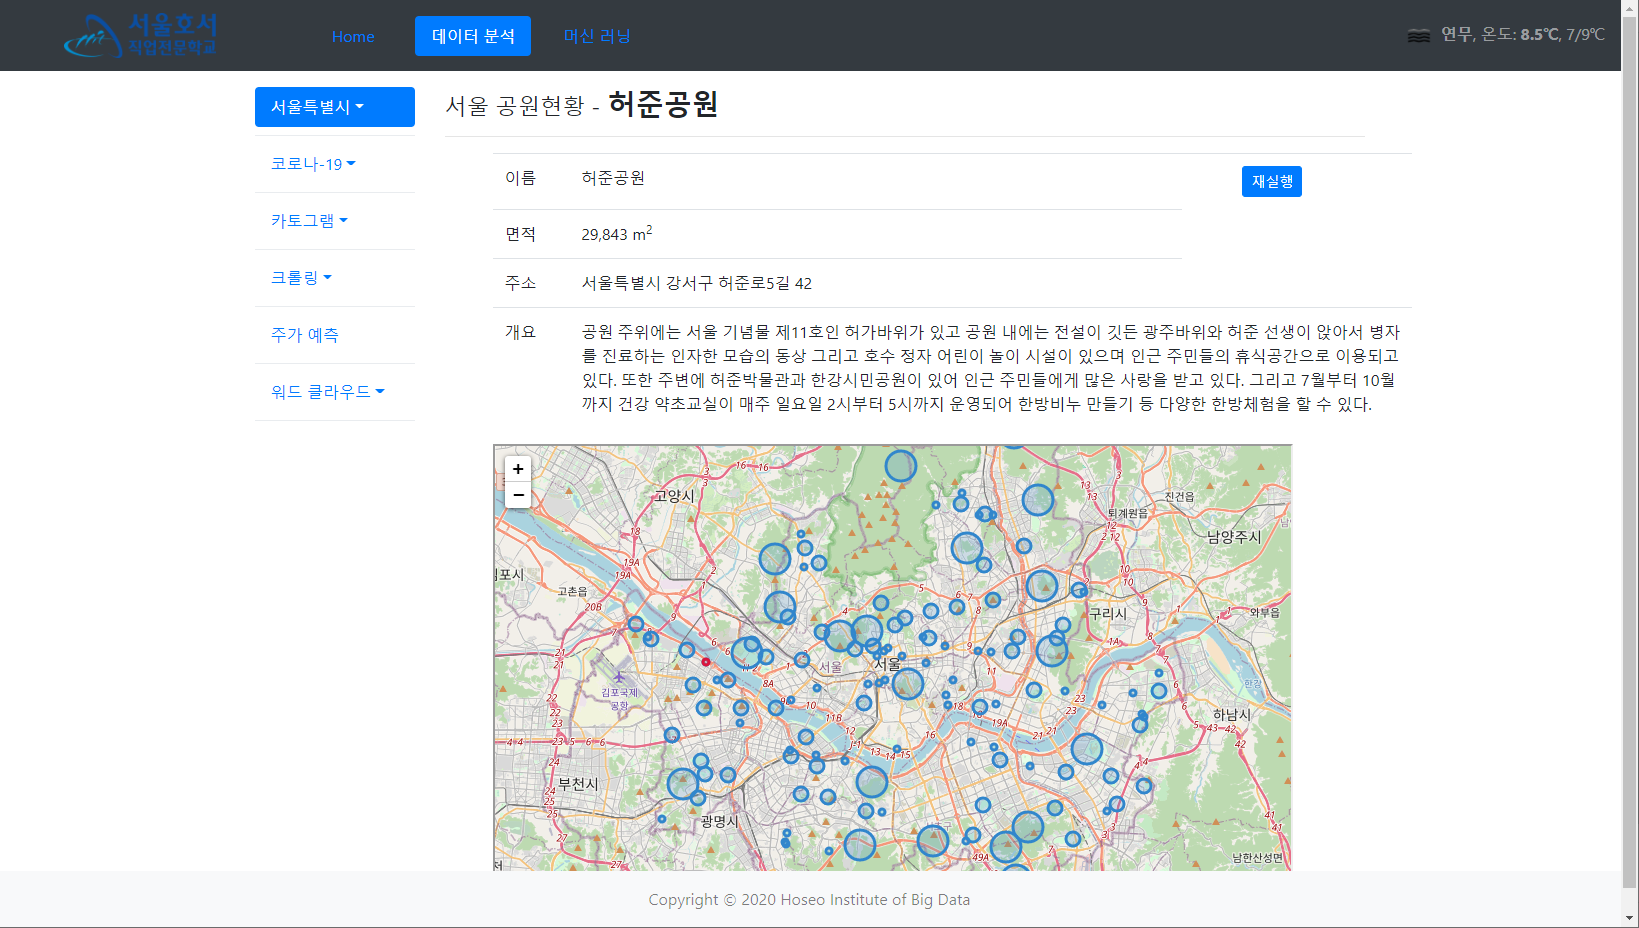 서울호서
직업전문학교
Home
데이터 분석
머신 러닝
연무, 온도: 8.5℃, 7/9℃
서울특별시
코로나-19
카토그램
크롤링
주가 예측
워드 클라우드
서울 공원현황 - 허준공원
이름 허준공원
재실행
면적 29,843 m2
주소 서울특별시 강서구 허준로5길 42
개요 공원 주위에는 서울 기념물 제11호인 허가바위가 있고 공원 내에는 전설이 깃든 광주바위와 허준 선생이 앉아서 병자
를 진료하는 인자한 모습의 동상 그리고 호수 정자 어린이 놀이 시설이 있으며 인근 주민들의 휴식공간으로 이용되고
있다. 또한 주변에 허준박물관과 한강시민공원이 있어 인근 주민들에게 많은 사랑을 받고 있다. 그리고 7월부터 10월
까지 건강 약초교실이 매주 일요일 2시부터 5시까지 운영되어 한방비누 만들기 등 다양한 한방체험을 할 수 있다.
+
−
고양시
진건읍
퇴계원읍
남양주시
김포시
고촌읍
구리시
와부읍
서울
서울
김포국제
공항
한강
하남시
부천시
광명시
남한산성면
Copyright © 2020 Hoseo Institute of Big Data